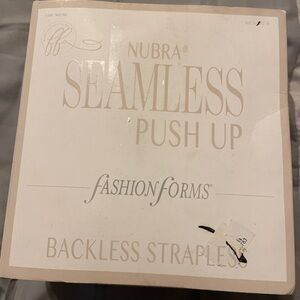 NUBRA®
SEAMLESS
PUSH UP
fASHION fORMS®
BACKLESS STRAPLESS